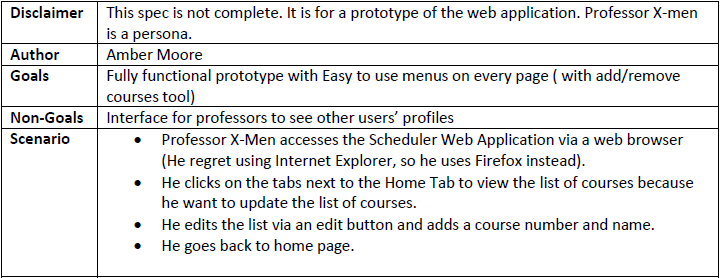 Disclaimer This spec is not complete. It is for a prototype of the web application. Professor X-men
is a persona.
Author Amber Moore
Goals Fully functional prototype with Easy to use menus on every page ( with add/remove
courses tool)
Non-Goals Interface for professors to see other users’ profiles
Scenario • Professor X-Men accesses the Scheduler Web Application via a web browser
(He regret using Internet Explorer, so he uses Firefox instead).
• He clicks on the tabs next to the Home Tab to view the list of courses because
he want to update the list of courses.
• He edits the list via an edit button and adds a course number and name.
• He goes back to home page.